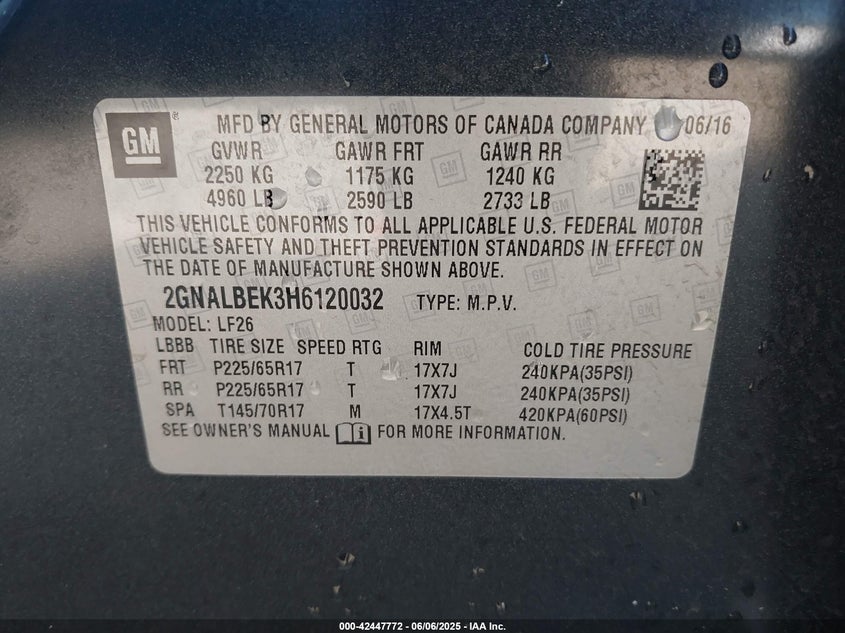 GM
MFD BY GENERAL MOTORS OF CANADA COMPANY 06/16
GVWR GAWR FRT GAWR RR
2250 KG 1175 KG 1240 KG
4960 LB 2590 LB 2733 LB
THIS VEHICLE CONFORMS TO ALL APPLICABLE U.S. FEDERAL MOTOR
VEHICLE SAFETY AND THEFT PREVENTION STANDARDS IN EFFECT ON
THE DATE OF MANUFACTURE SHOWN ABOVE.
2GNALBEK3H6120032 TYPE: M.P.V.
MODEL: LF26
LBBB TIRE SIZE SPEED RTG RIM COLD TIRE PRESSURE
FRT P225/65R17 T 17X7J 240KPA(35PSI)
RR P225/65R17 T 17X7J 240KPA(35PSI)
SPA T145/70R17 M 17X4.5T 420KPA(60PSI)
SEE OWNER'S MANUAL FOR MORE INFORMATION.
000-42447772 - 06/06/2025 - IAA Inc.